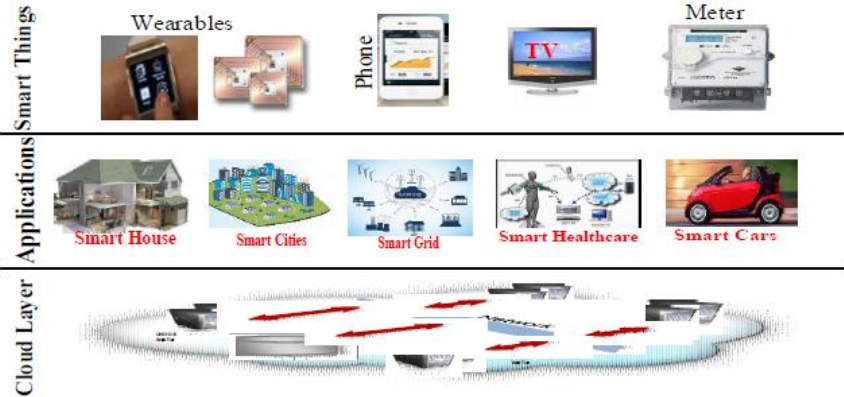 Smart Things
Wearables
Phone
TV
Meter
Applications
Smart House
Smart Cities
Smart Grid
Smart Healthcare
Smart Cars
Cloud Layer
Network